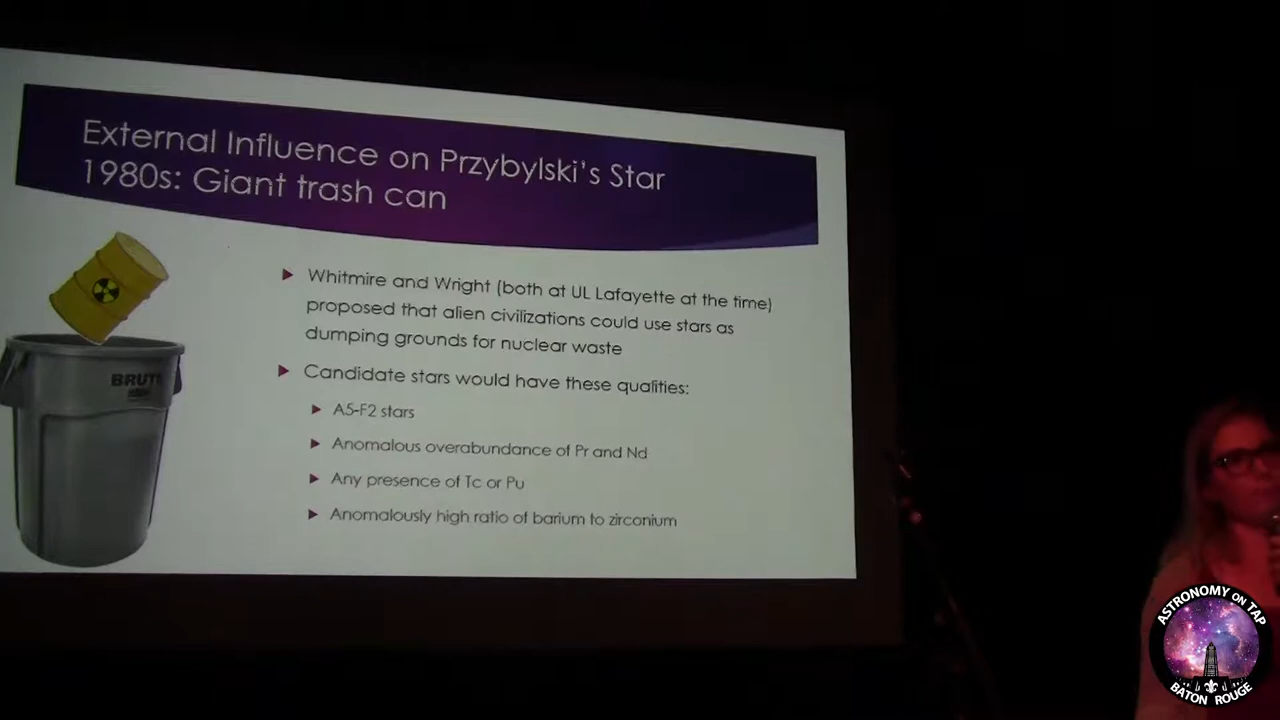 External Influence on Przybylski's Star
1980s: Giant trash can
Whitmire and Wright (both at UL Lafayette at the time)
proposed that alien civilizations could use stars as
dumping grounds for nuclear waste
Candidate stars would have these qualities:
A5-F2 stars
Anomalous overabundance of Pr and Nd
Any presence of Tc or Pu
Anomalously high ratio of barium to zirconium
BRUTE
ASTRONOMY ON TAP
BATON ROUGE